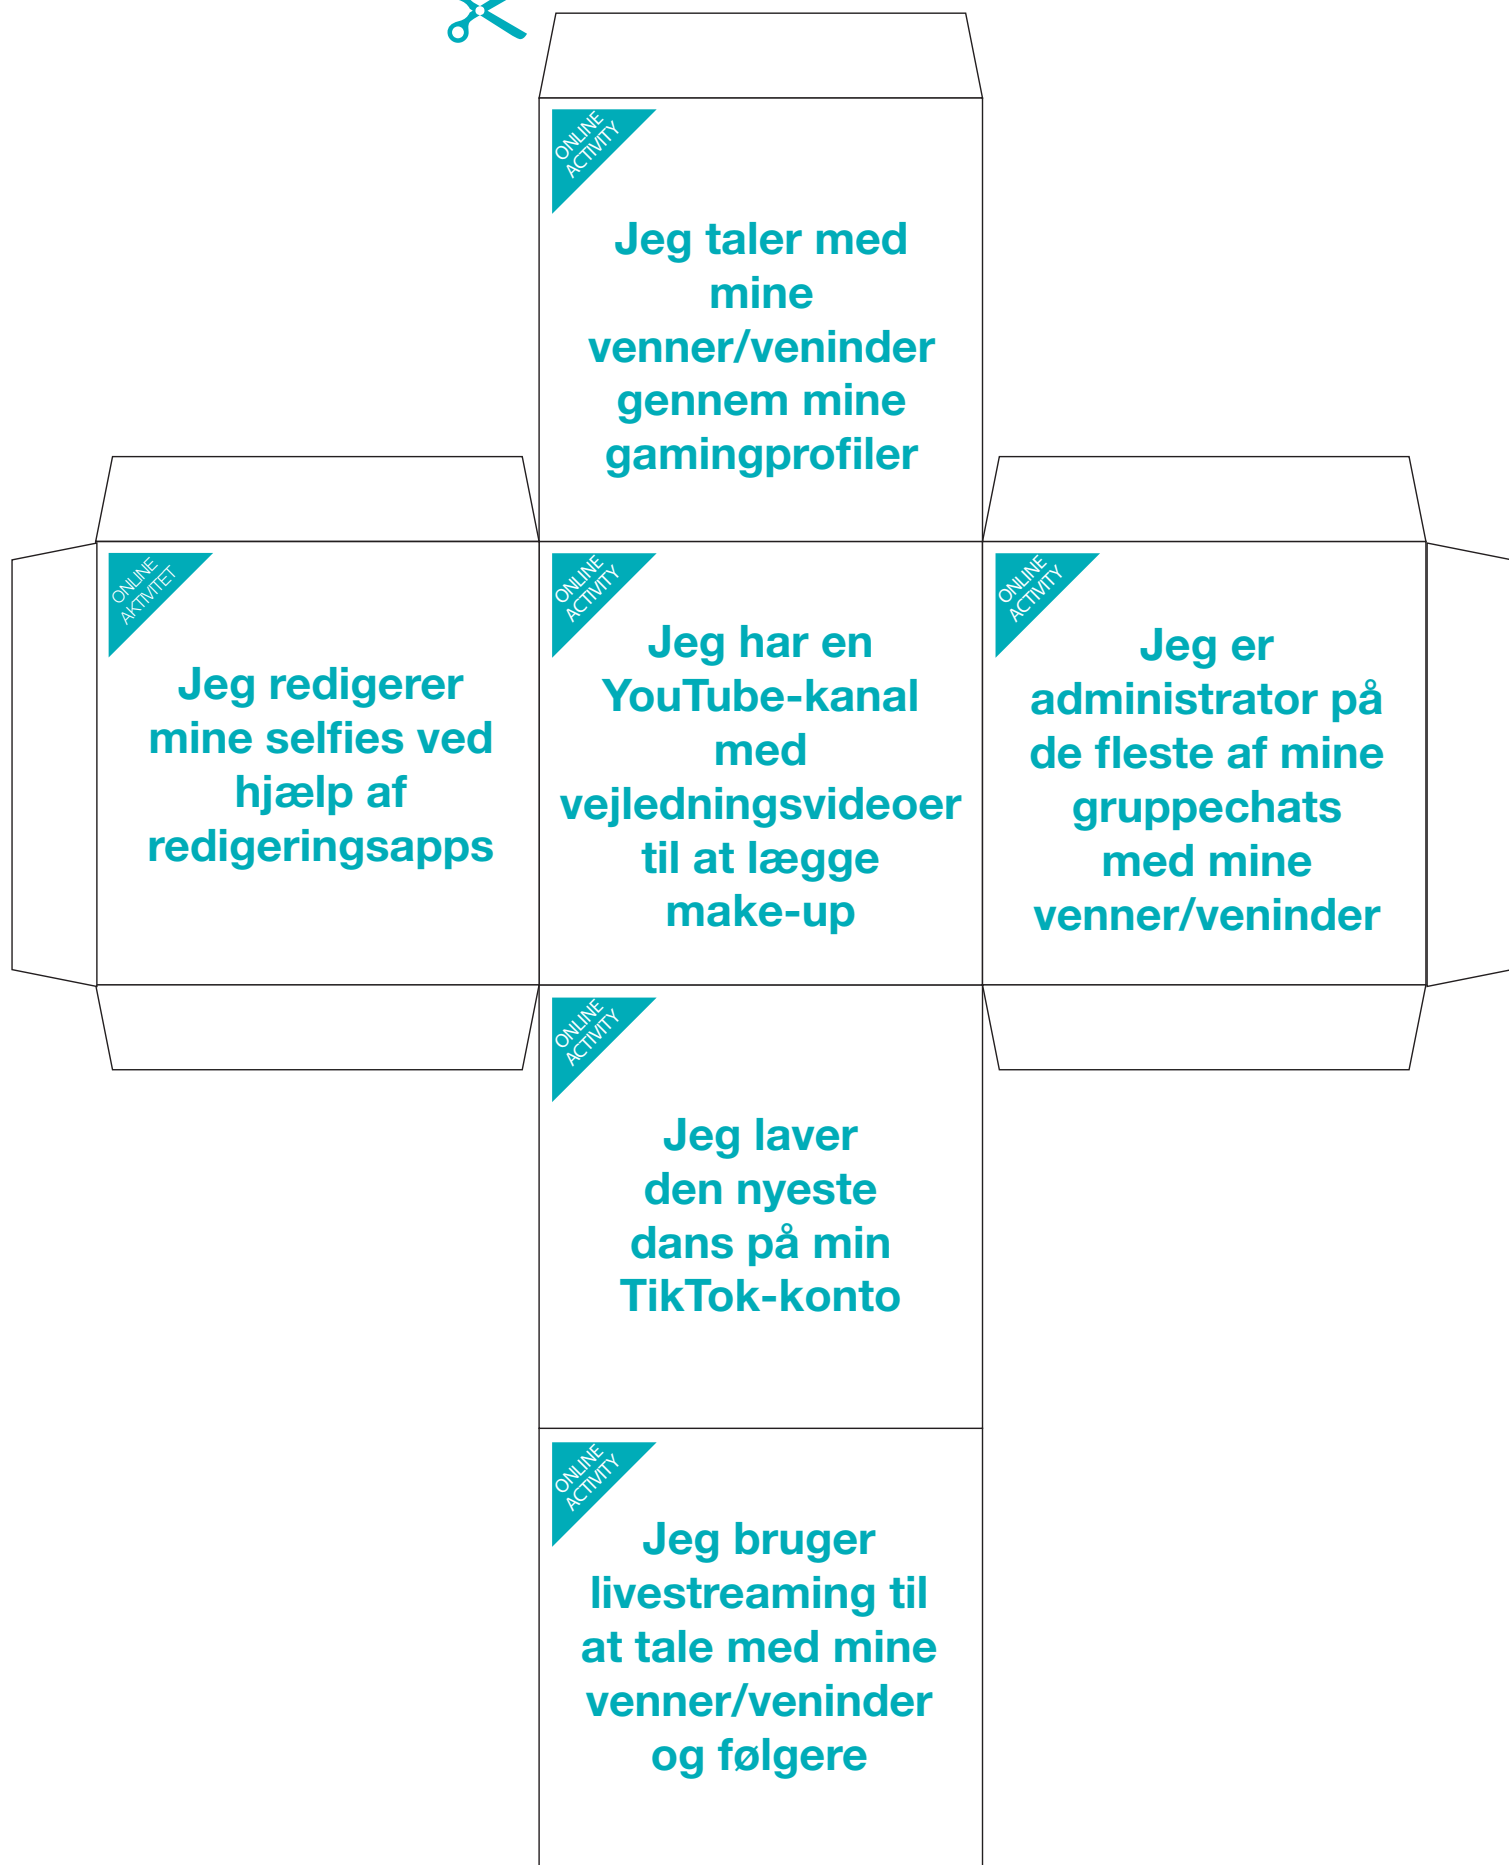 ONLINE
ACTIVITY
Jeg taler med
mine
venner/veninder
gennem mine
gamingprofiler
ONLINE
AKTIVITET
Jeg redigerer
mine selfies ved
hjælp af
redigeringsapps
ONLINE
ACTIVITY
Jeg har en
YouTube-kanal
med
vejledningsvideoer
til at lægge
make-up
ONLINE
ACTIVITY
Jeg er
administrator på
de fleste af mine
gruppechats
med mine
venner/veninder
ONLINE
ACTIVITY
Jeg laver
den nyeste
dans på min
TikTok-konto
ONLINE
ACTIVITY
Jeg bruger
livestreaming til
at tale med mine
venner/veninder
og følgere